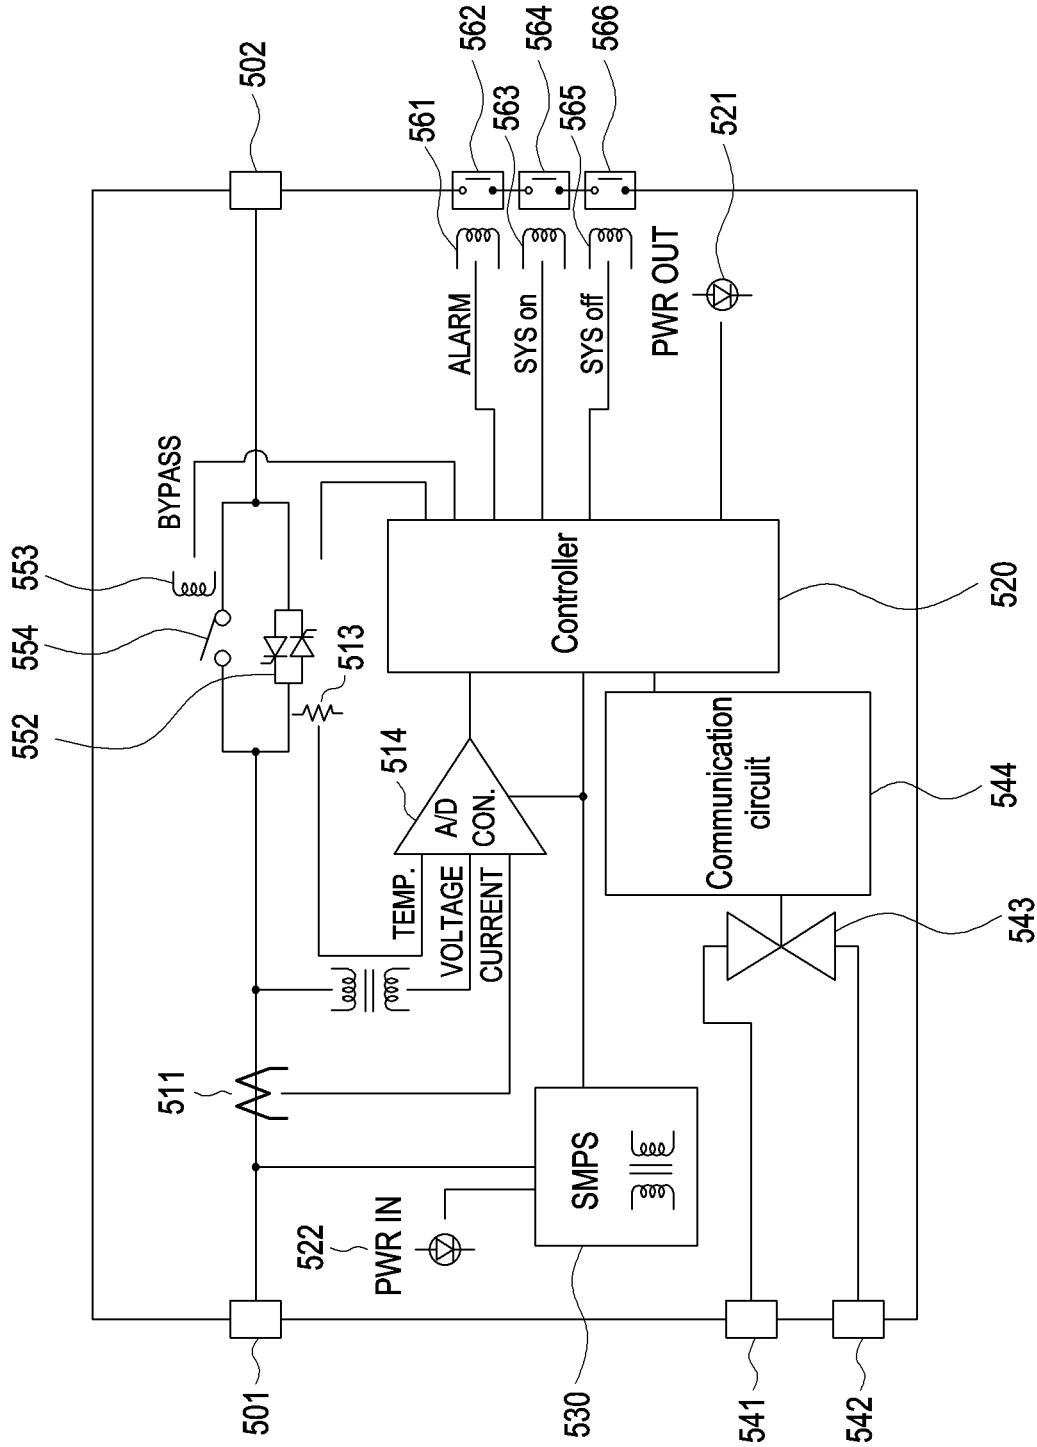 501
502
511
BYPASS
553
554
552
513
514
A/D
CON.
TEMP.
VOLTAGE
CURRENT
Controller
520
ALARM
SYS on
SYS off
561
562
563
564
565
566
PWR OUT
521
522
PWR IN
SMPS
530
Communication
circuit
544
543
541
542